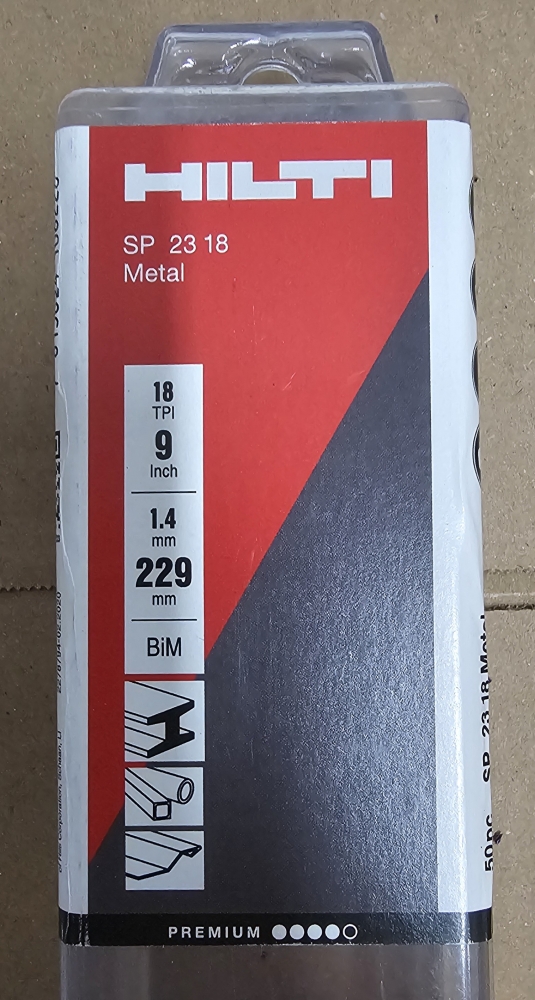 HILTI
SP 23 18
Metal
18
TPI
9
Inch
1.4
mm
229
mm
BiM
PREMIUM
50 pc SP 23 18 Metal